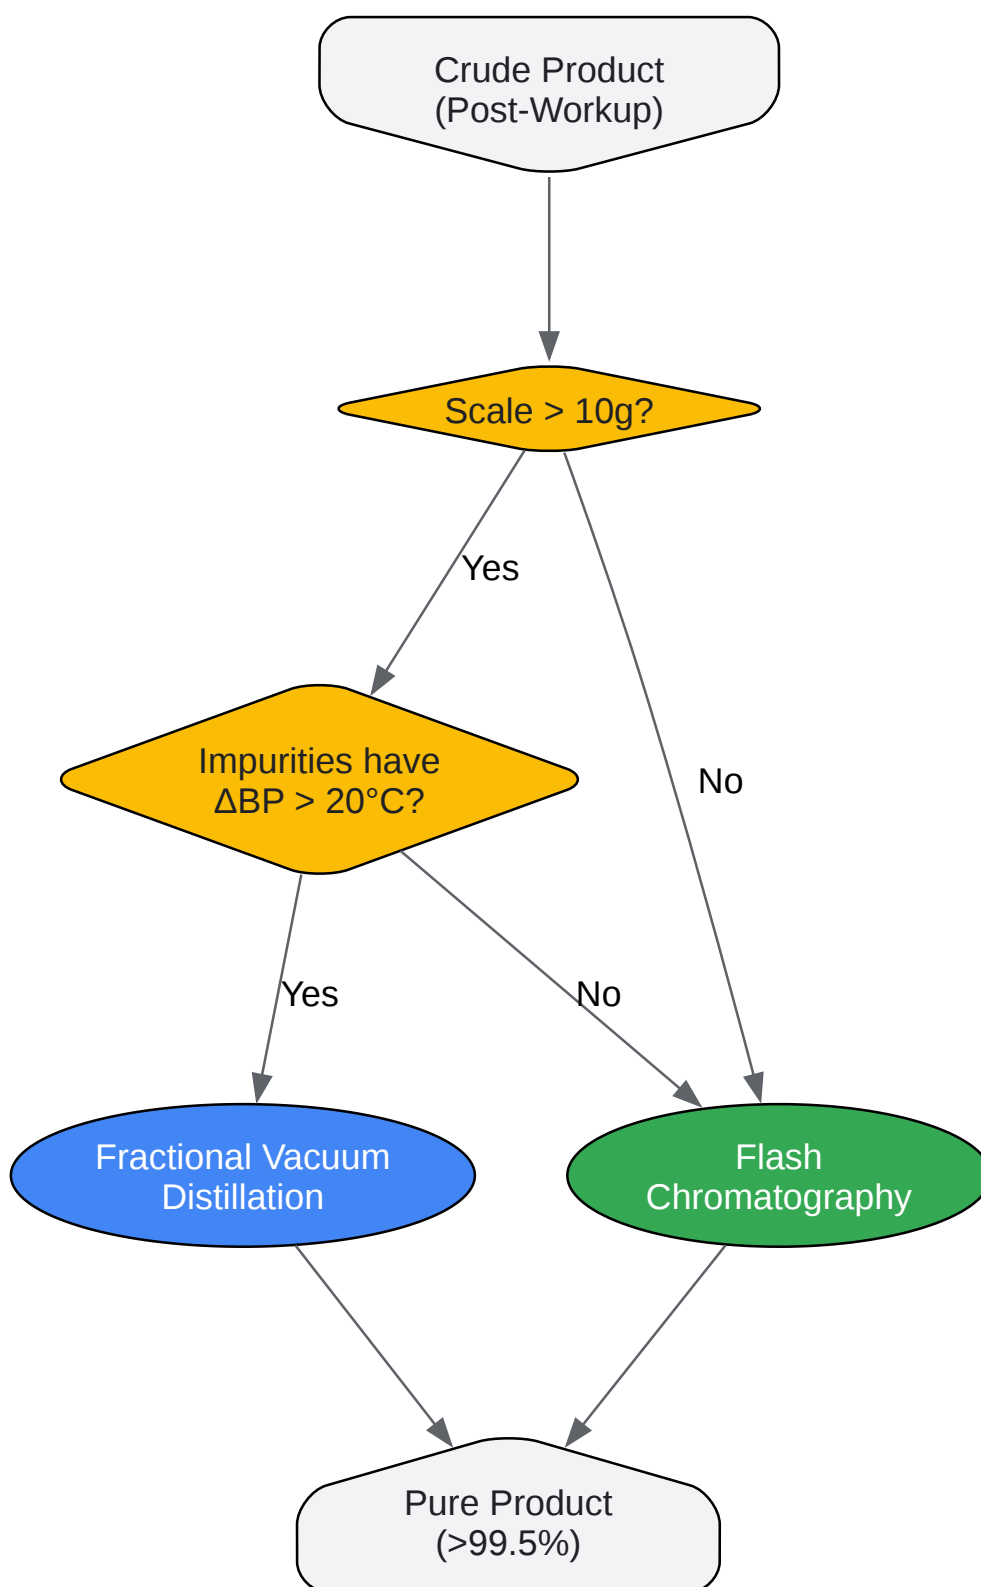 Crude Product
(Post-Workup)
Scale > 10g?
Yes
No
Impurities have
ΔBP > 20°C?
Yes
No
Fractional Vacuum
Distillation
Flash
Chromatography
Pure Product
(>99.5%)